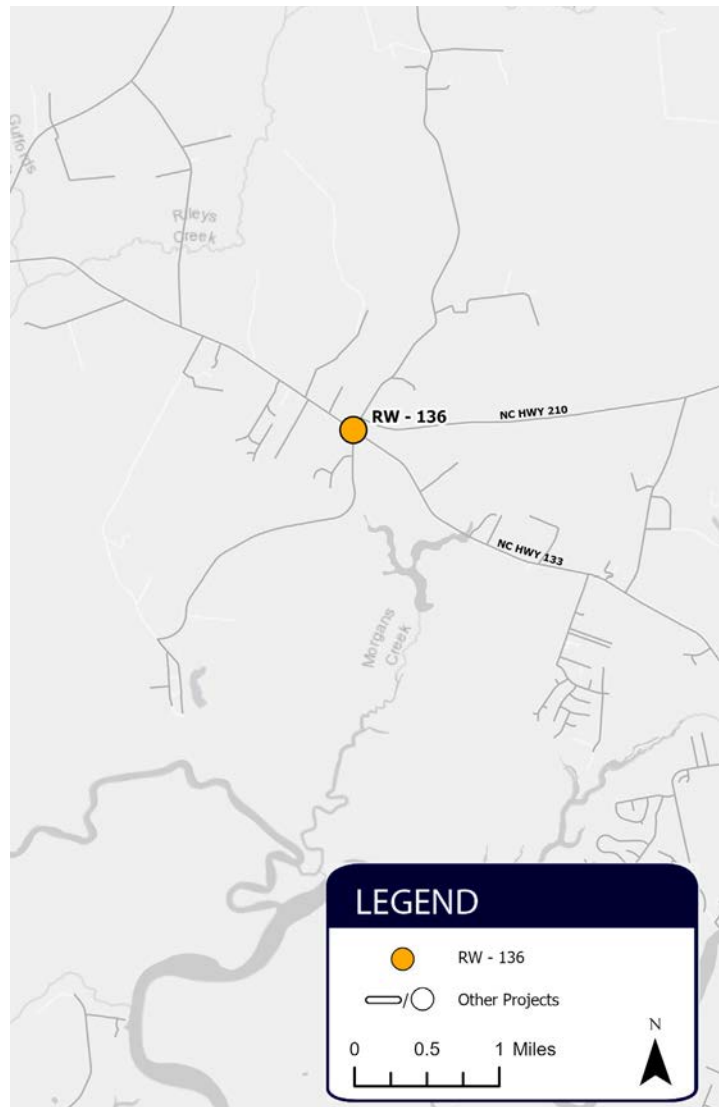 Guffords
Rileys
Creek
RW - 136
NC HWY 210
NC HWY 133
Morgans
Creek
LEGEND
RW - 136
Other Projects
N
0 0.5 1 Miles